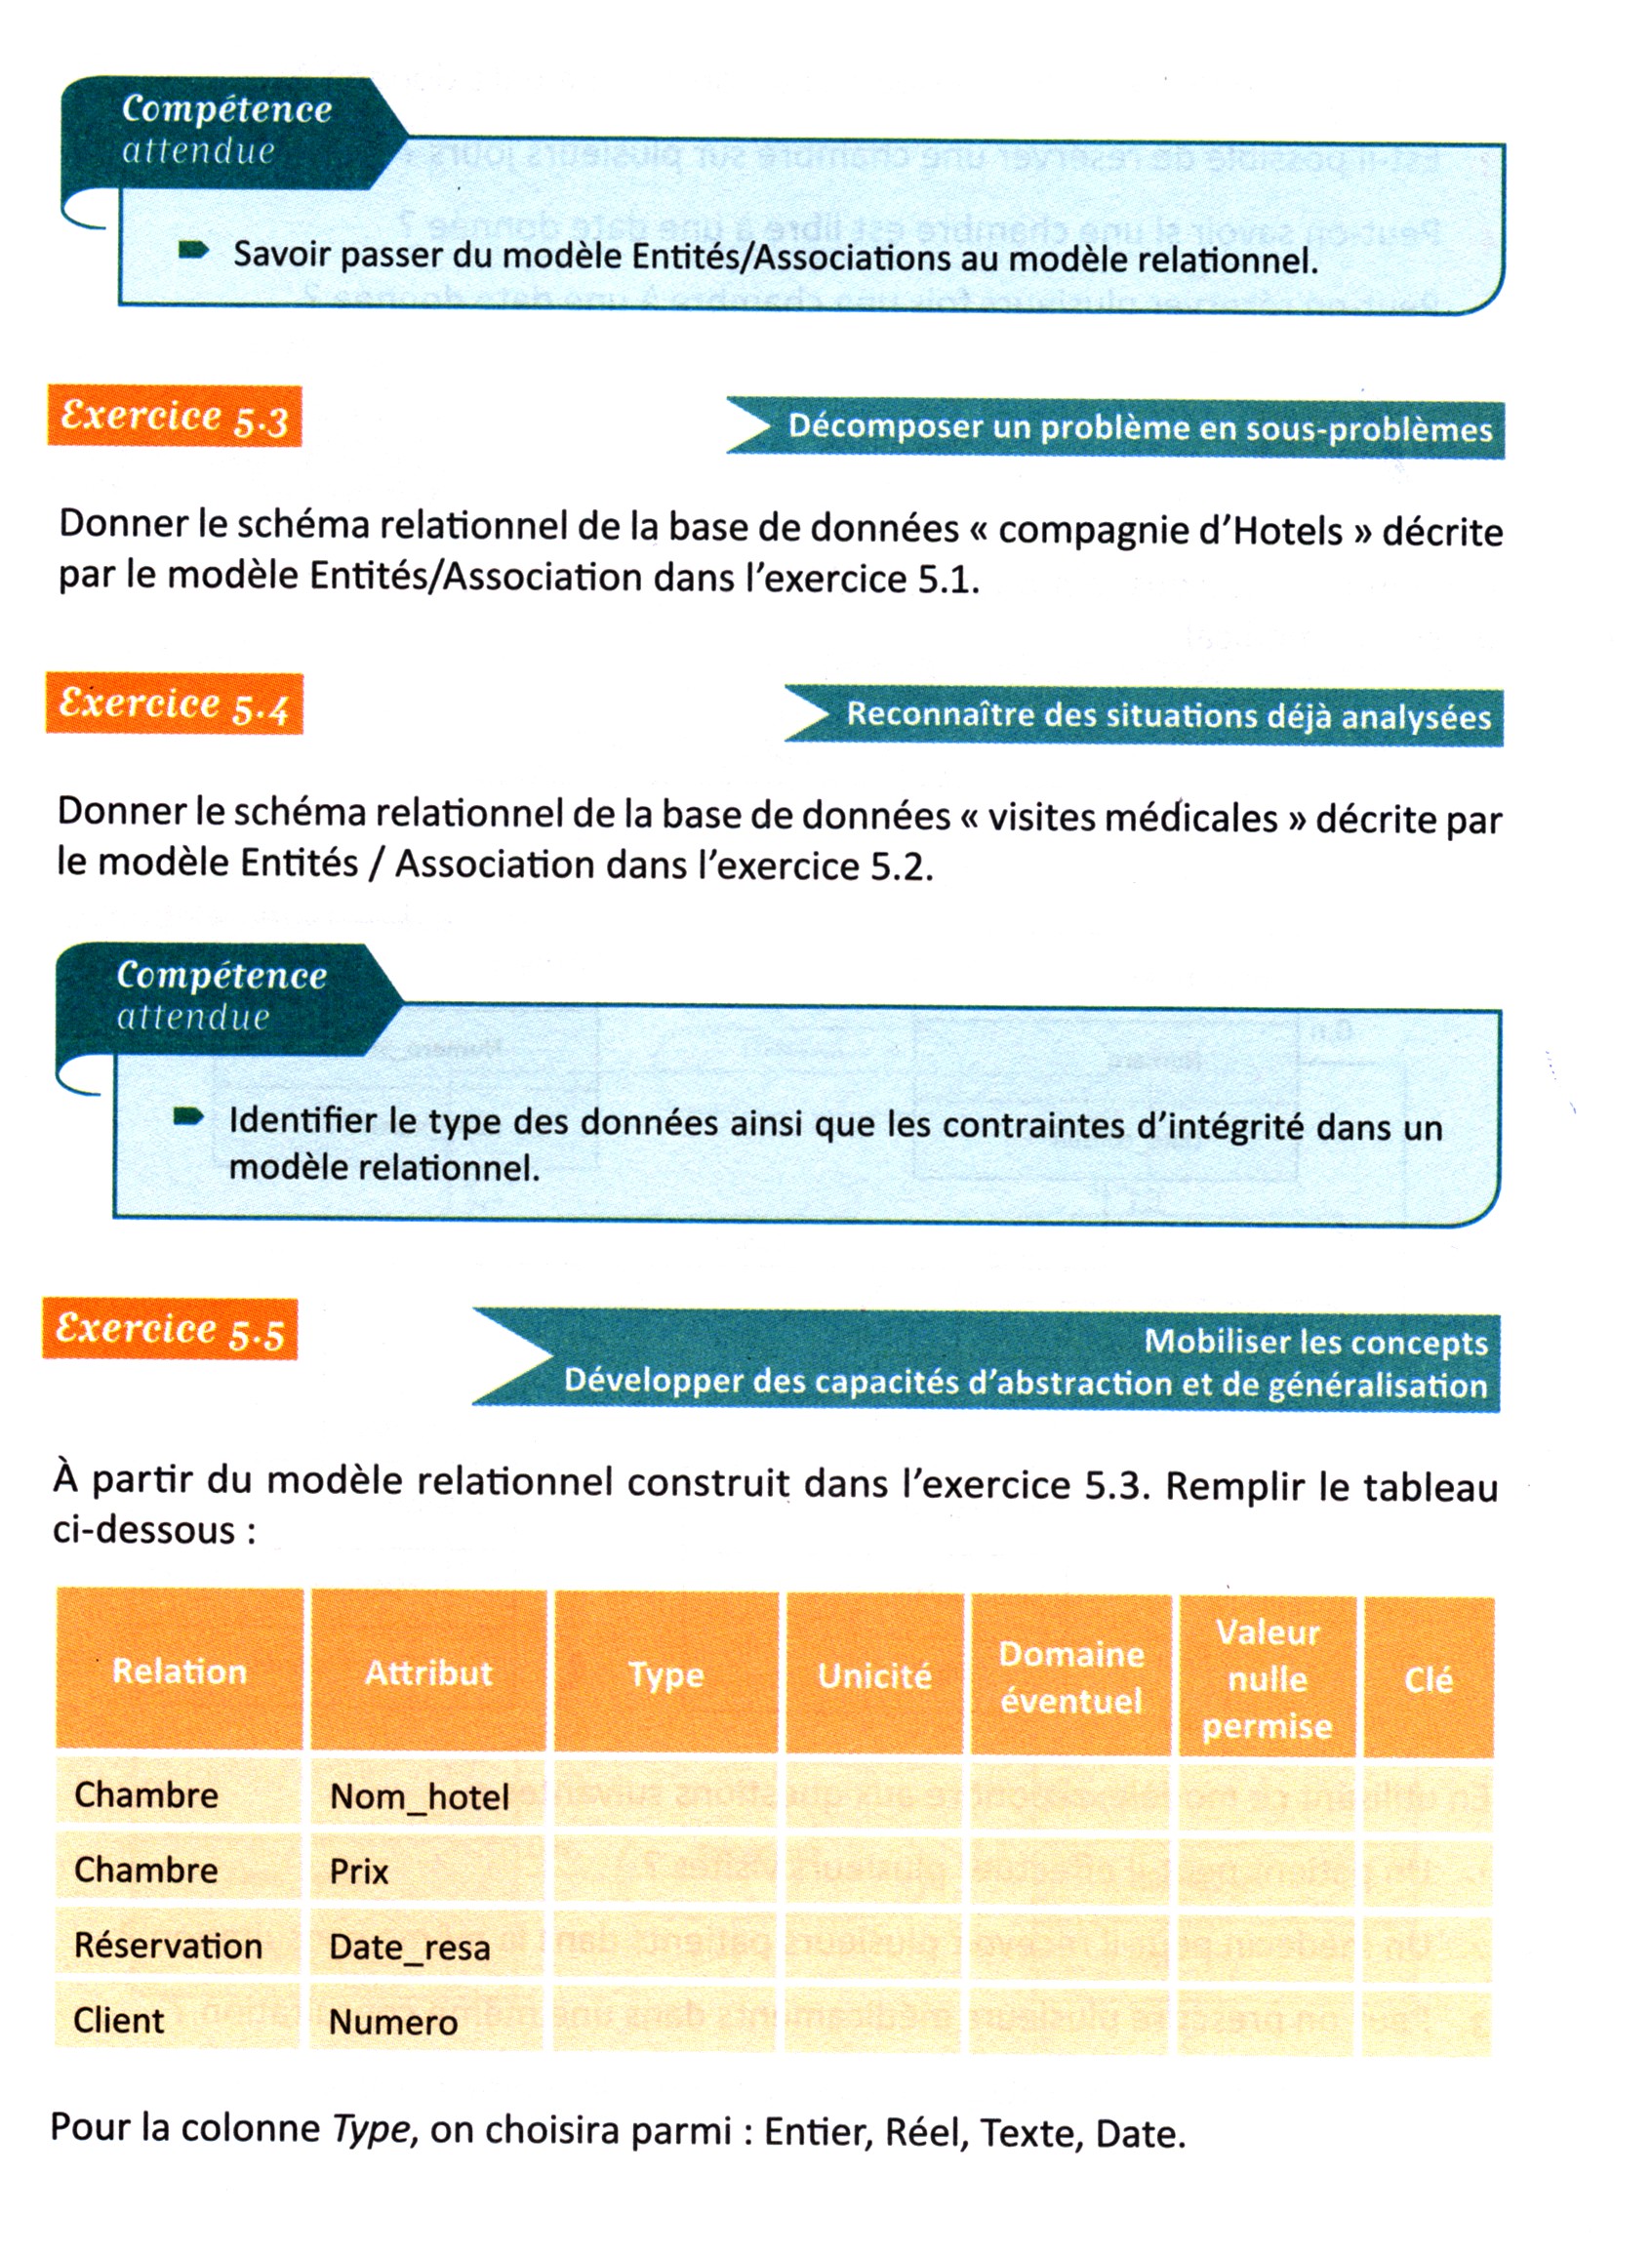 Compétence
attendue
Savoir passer du modèle Entités/Associations au modèle relationnel.
Exercice 5.3
Décomposer un problème en sous-problèmes
Donner le schéma relationnel de la base de données « compagnie d’Hotels » décrite
par le modèle Entités/Association dans l’exercice 5.1.
Exercice 5.4
Reconnaître des situations déjà analysées
Donner le schéma relationnel de la base de données « visites médicales » décrite par
le modèle Entités / Association dans l’exercice 5.2.
Compétence
attendue
Identifier le type des données ainsi que les contraintes d’intégrité dans un
modèle relationnel.
Exercice 5.5
Mobiliser les concepts
Développer des capacités d’abstraction et de généralisation
À partir du modèle relationnel construit dans l’exercice 5.3. Remplir le tableau
ci-dessous :
Relation Attribut Type Unicité Domaine éventuel Valeur nulle permise Clé
Chambre Nom_hotel
Chambre Prix
Réservation Date_resa
Client Numero
Pour la colonne Type, on choisira parmi : Entier, Réel, Texte, Date.